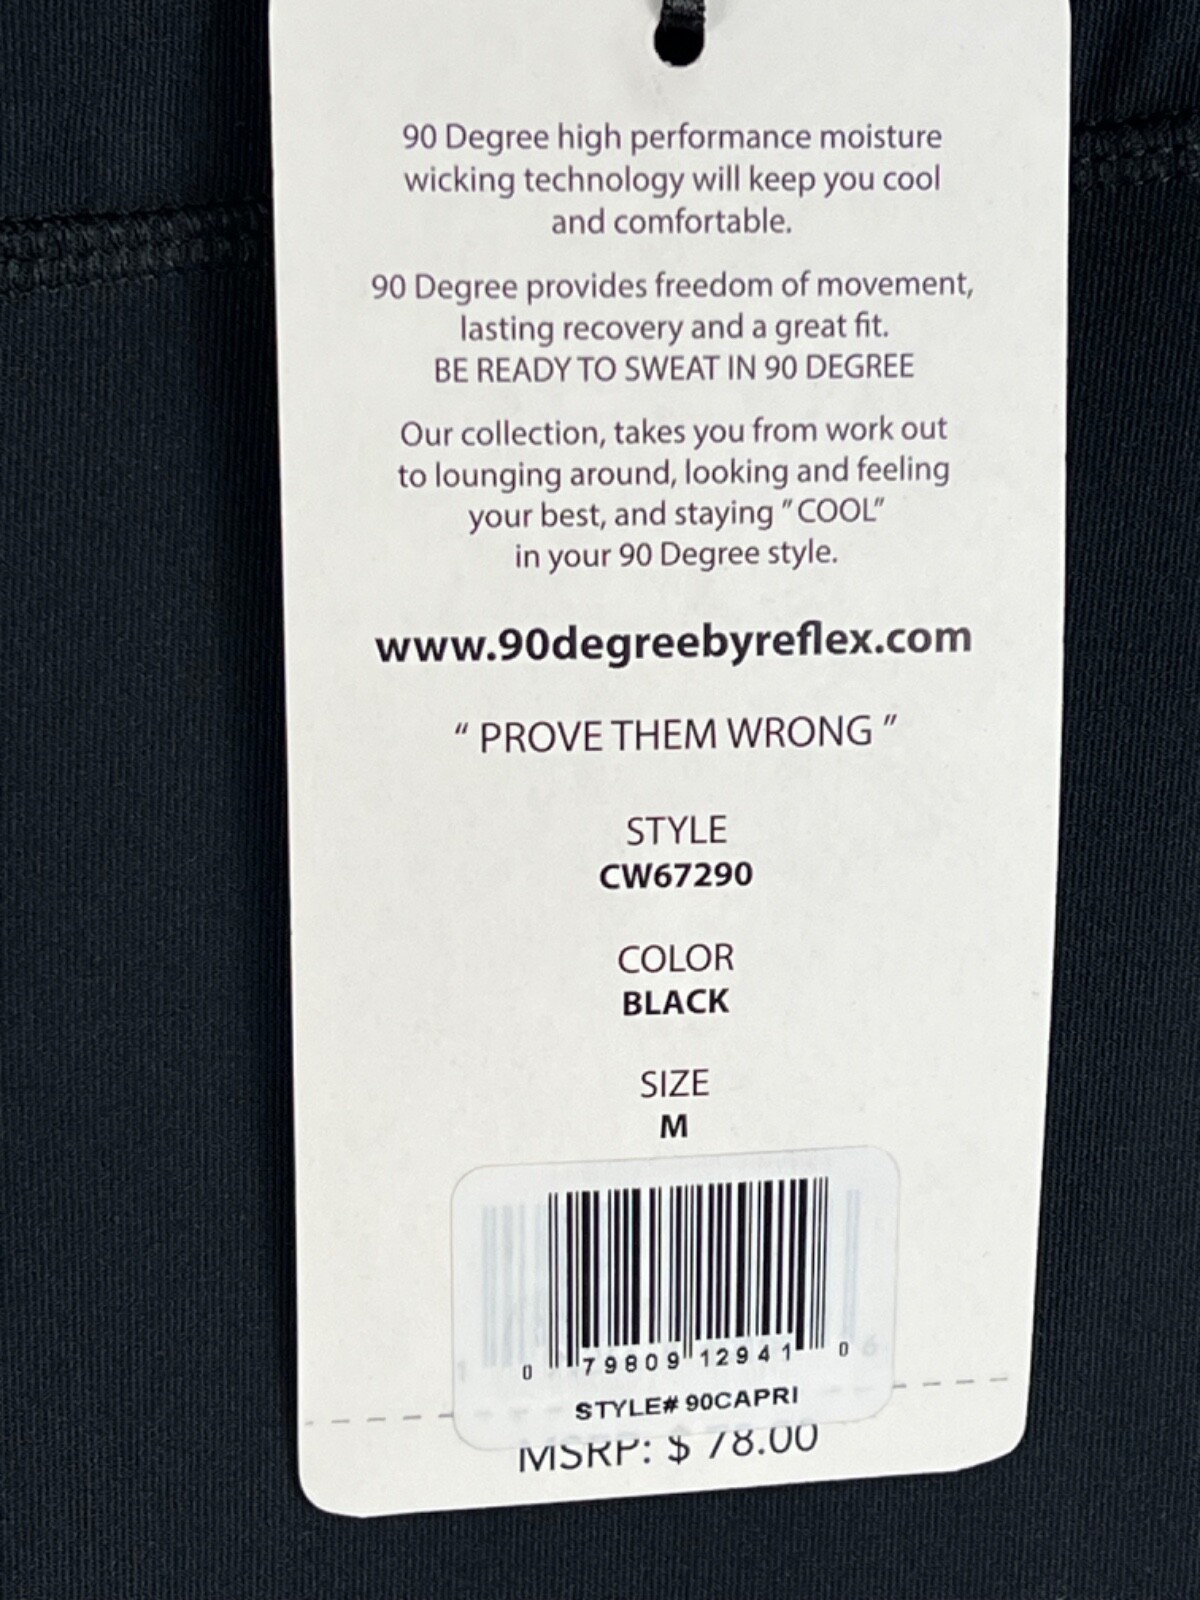 90 Degree high performance moisture
wicking technology will keep you cool
and comfortable.
90 Degree provides freedom of movement,
lasting recovery and a great fit.
BE READY TO SWEAT IN 90 DEGREE
Our collection, takes you from work out
to lounging around, looking and feeling
your best, and staying "COOL"
in your 90 Degree style.
www.90degreebyreflex.com
" PROVE THEM WRONG "
STYLE
CW67290
COLOR
BLACK
SIZE
M
0 79809 12941 0
STYLE# 90CAPRI
MSRP: $ 78.00